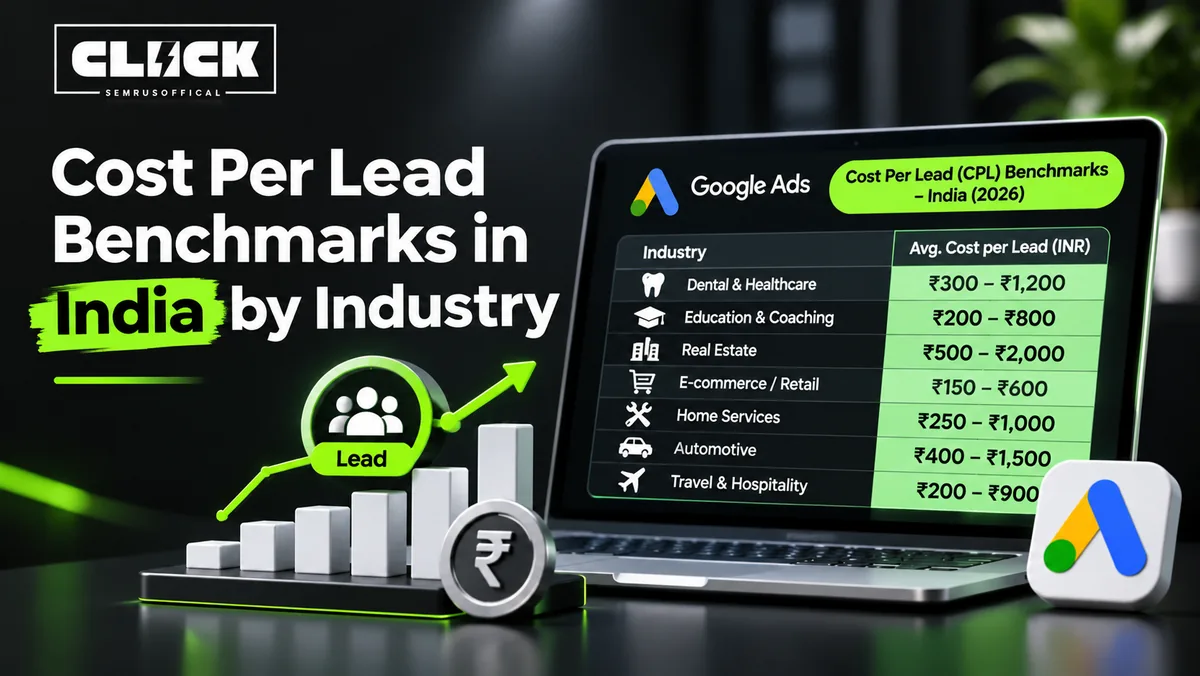 CLICK
SEMRUSOFFICAL
Cost Per Lead
Benchmarks in
India by Industry
Lead
₹
Google Ads
Cost Per Lead (CPL) Benchmarks
– India (2026)
Industry Avg. Cost per Lead (INR)
Dental & Healthcare ₹300 – ₹1,200
Education & Coaching ₹200 – ₹800
Real Estate ₹500 – ₹2,000
E-commerce / Retail ₹150 – ₹600
Home Services ₹250 – ₹1,000
Automotive ₹400 – ₹1,500
Travel & Hospitality ₹200 – ₹900